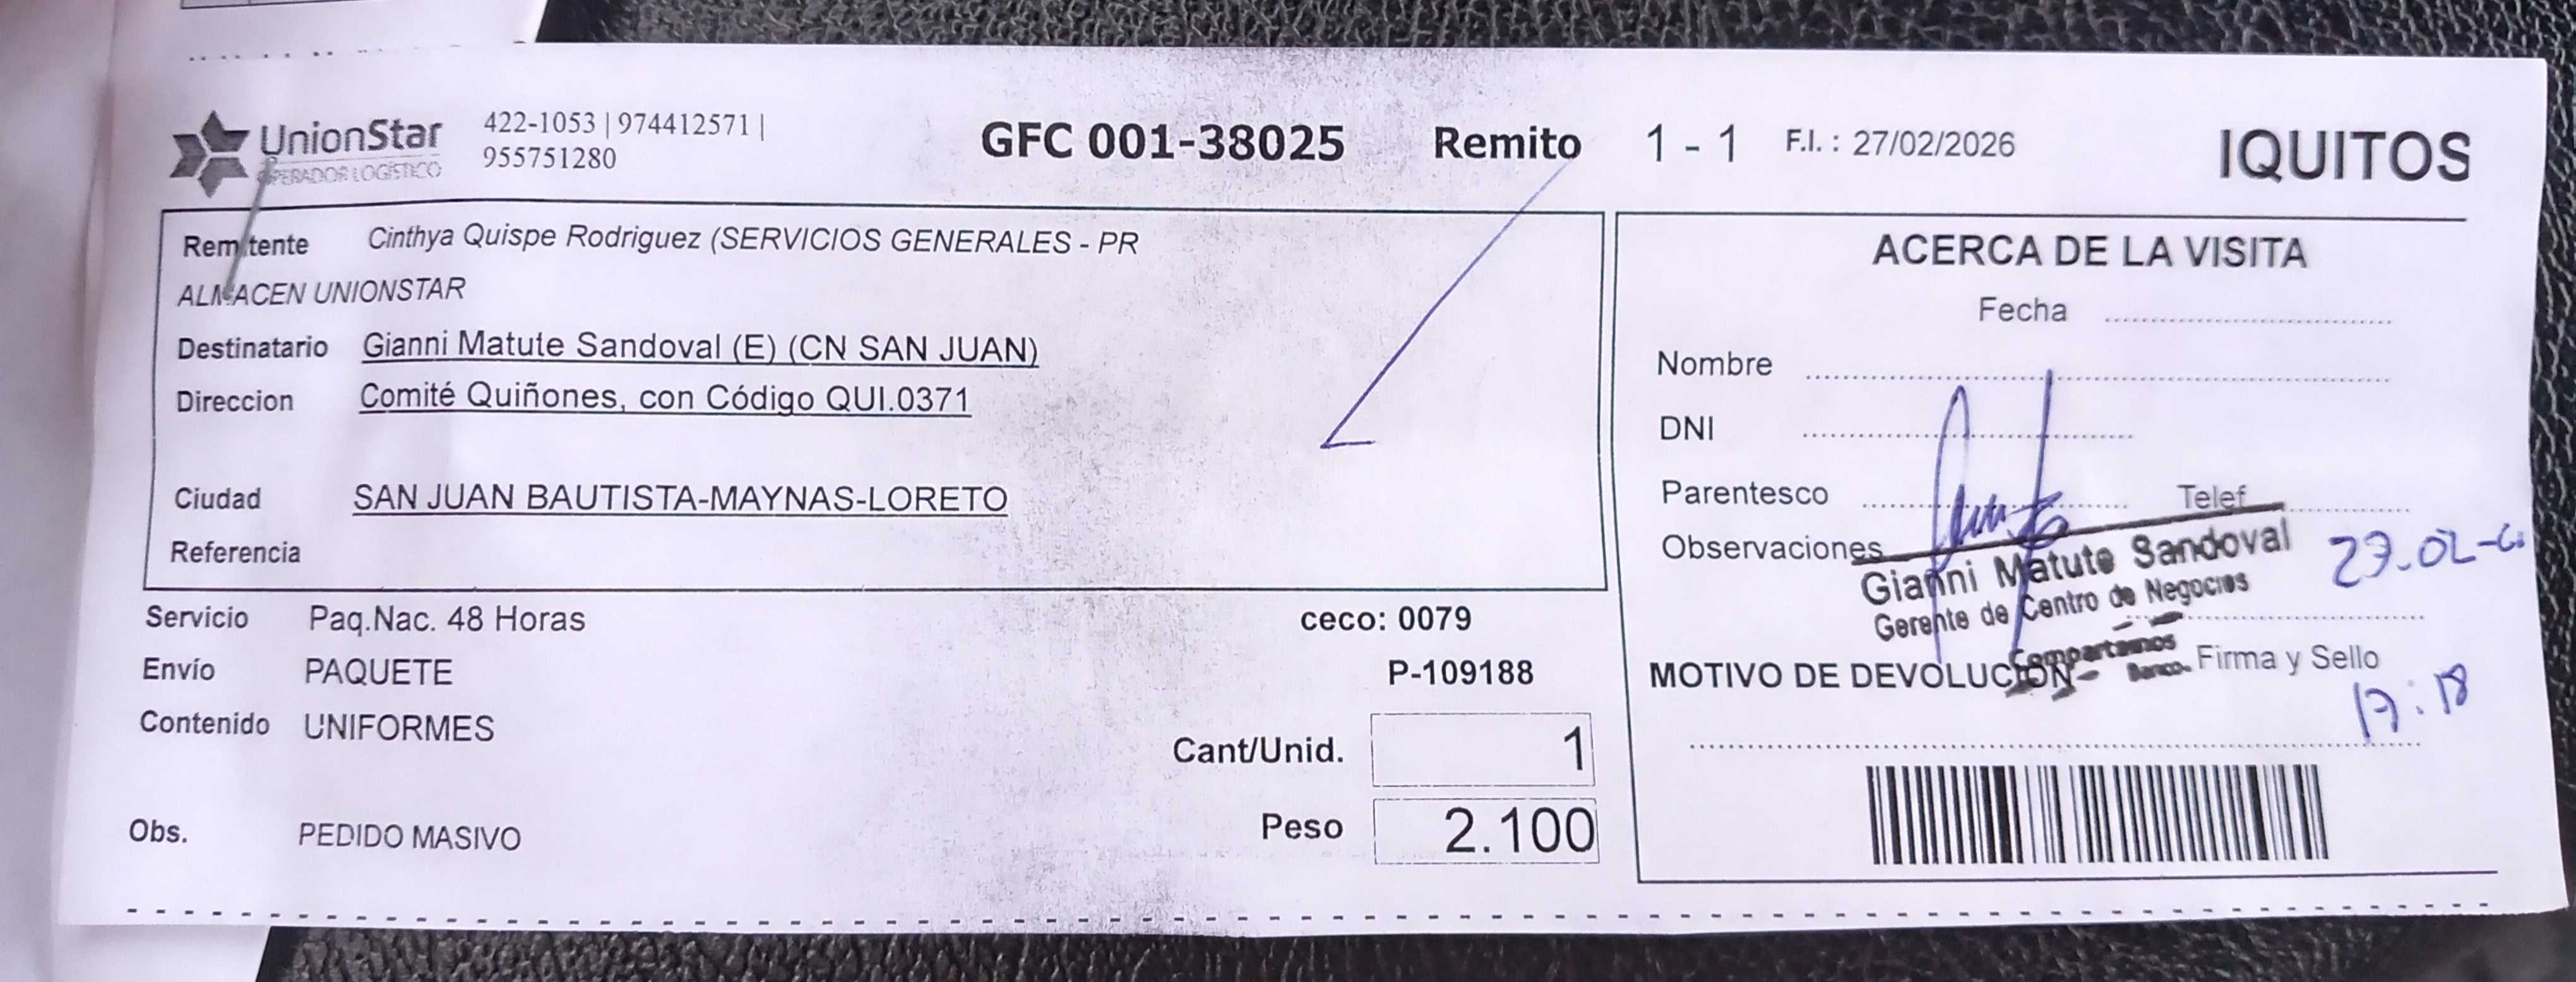 UnionStar
OPERADOR LOGÍSTICO
422-1053 | 974412571 |
955751280
GFC 001-38025 Remito 1 - 1 F.I. : 27/02/2026 IQUITOS
Remitente Cinthya Quispe Rodriguez (SERVICIOS GENERALES - PR
ALMACEN UNIONSTAR
Destinatario Gianni Matute Sandoval (E) (CN SAN JUAN)
Direccion Comité Quiñones, con Código QUI.0371
Ciudad SAN JUAN BAUTISTA-MAYNAS-LORETO
Referencia
Servicio Paq.Nac. 48 Horas
ceco: 0079
Envío PAQUETE
P-109188
Contenido UNIFORMES
Cant/Unid. 1
Peso 2.100
Obs. PEDIDO MASIVO
ACERCA DE LA VISITA
Fecha
Nombre
DNI
Parentesco Telef
Observaciones
Gianni Matute Sandoval
Gerente de Centro de Negocios
Compartamos
Banco
Firma y Sello
MOTIVO DE DEVOLUCION
17:18